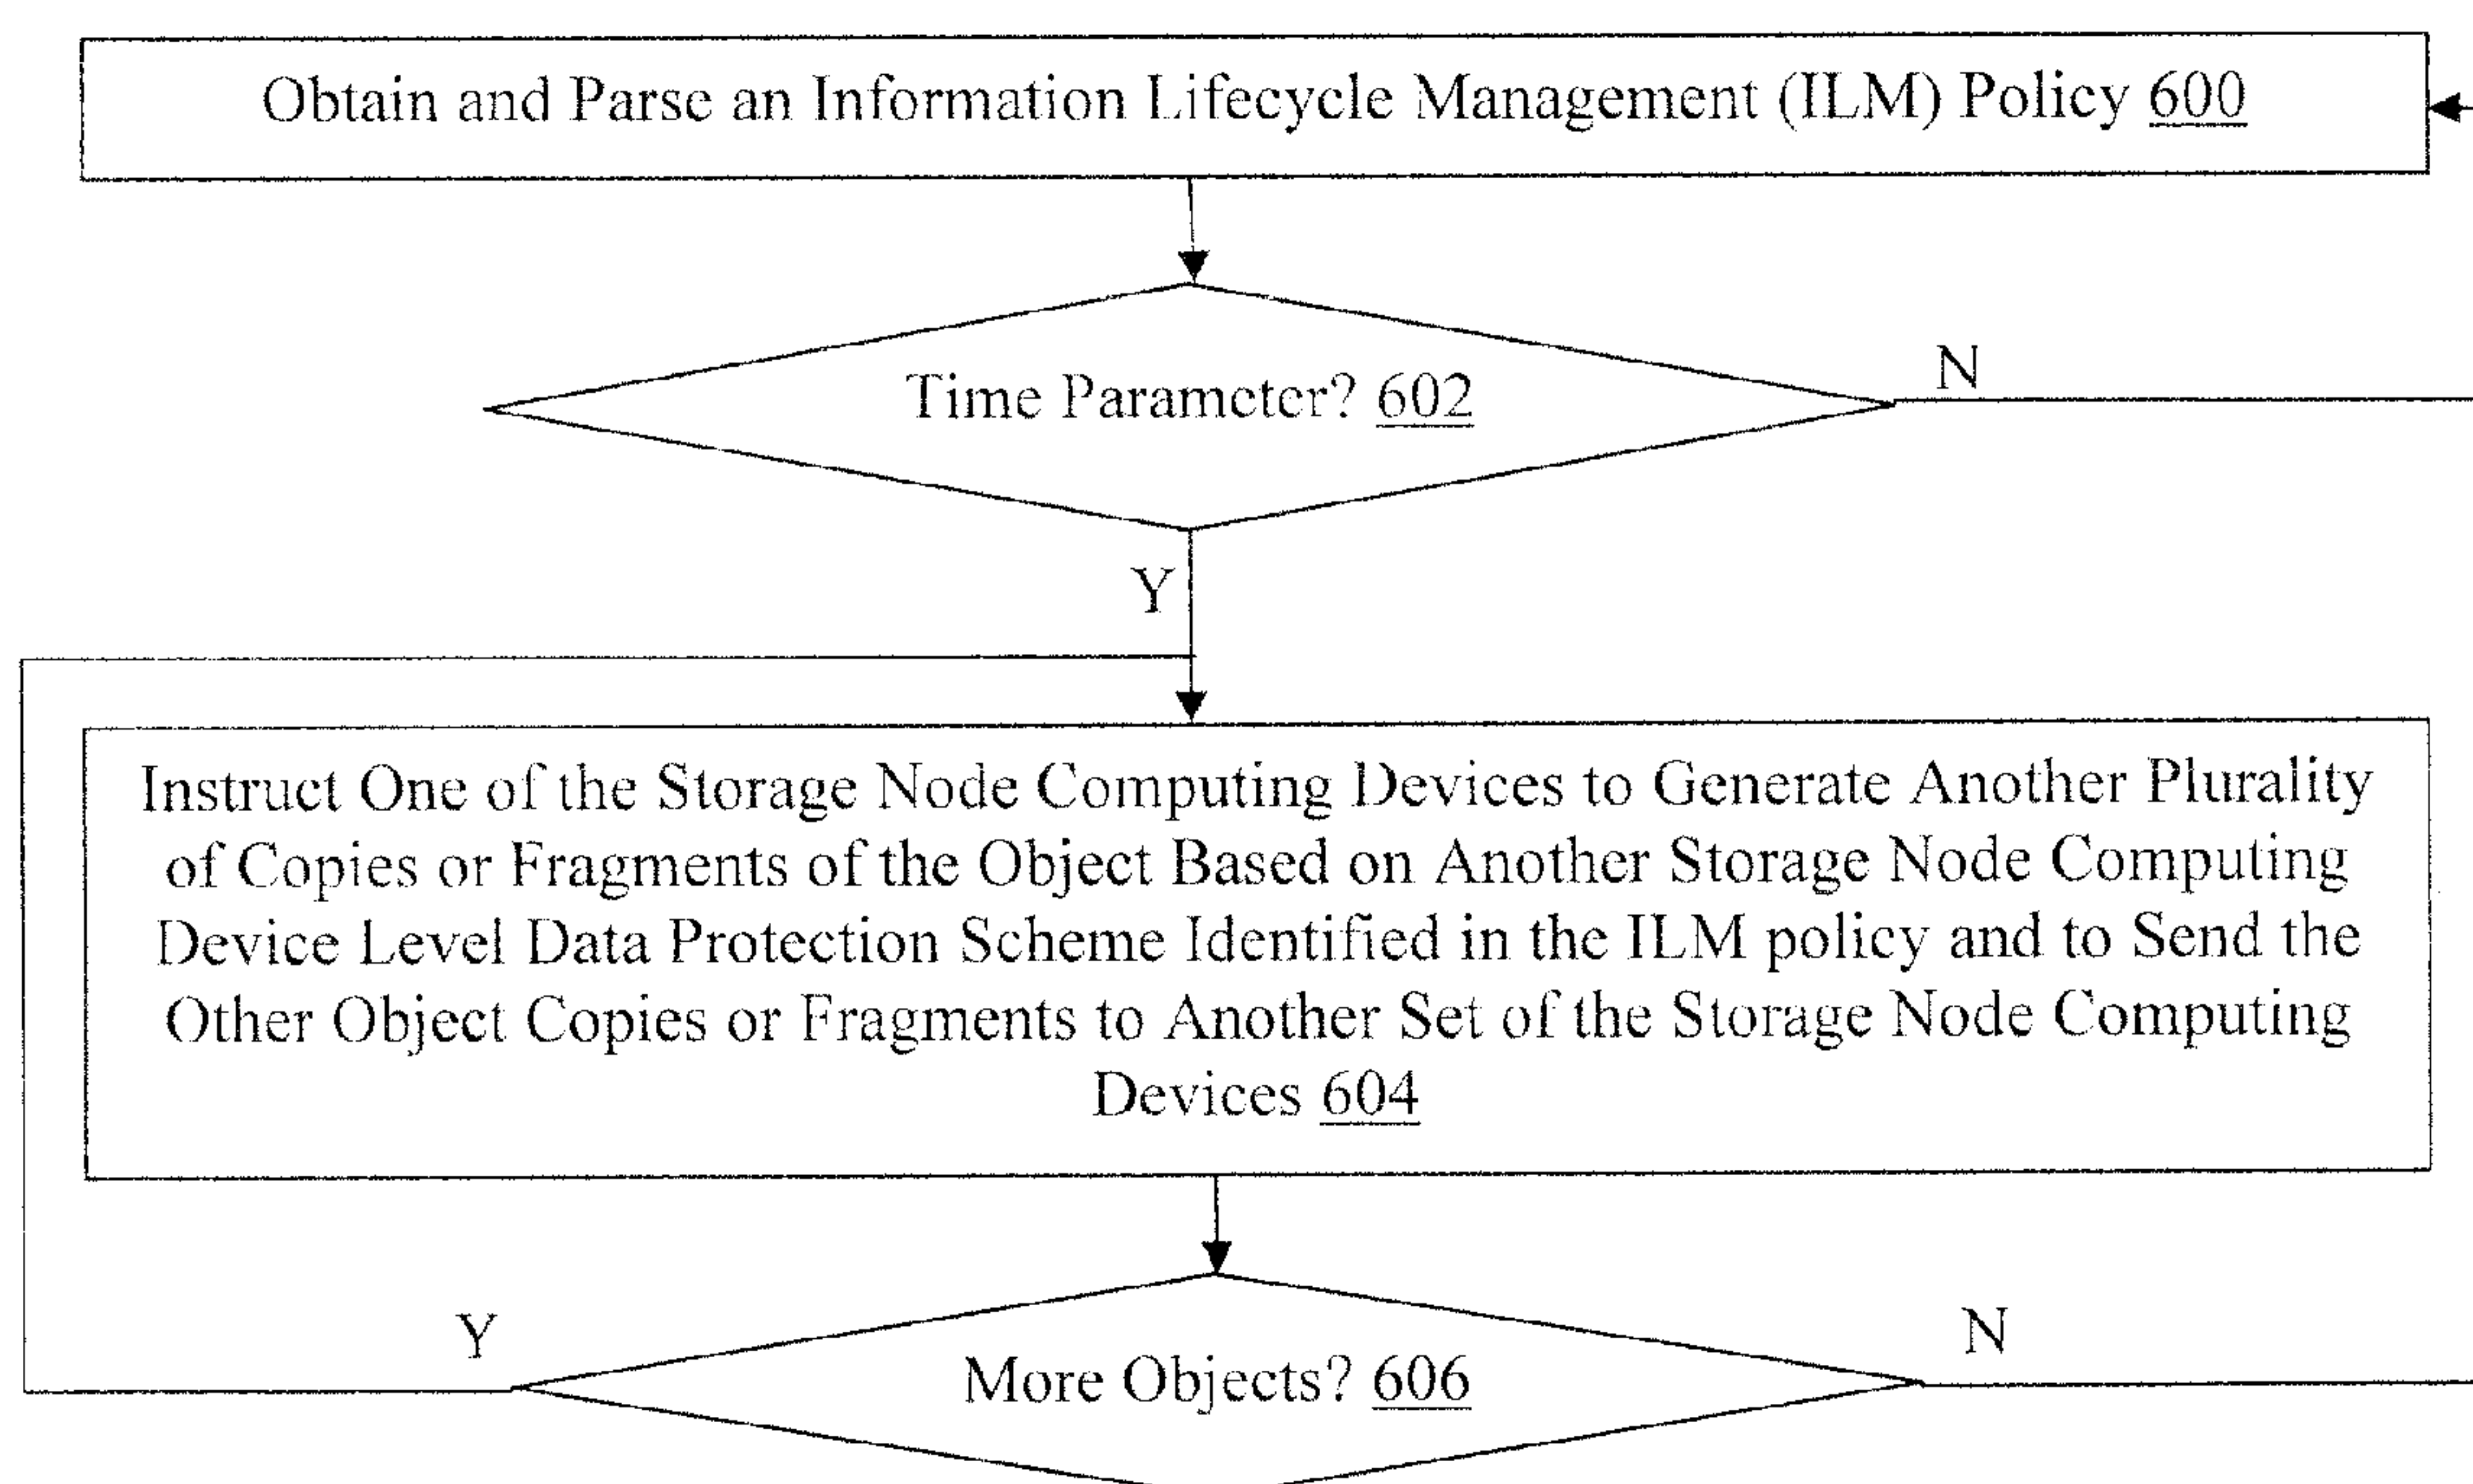 Obtain and Parse an Information Lifecycle Management (ILM) Policy 600
Time Parameter? 602
N
Y
Instruct One of the Storage Node Computing Devices to Generate Another Plurality
of Copies or Fragments of the Object Based on Another Storage Node Computing
Device Level Data Protection Scheme Identified in the ILM policy and to Send the
Other Object Copies or Fragments to Another Set of the Storage Node Computing
Devices 604
Y
N
More Objects? 606